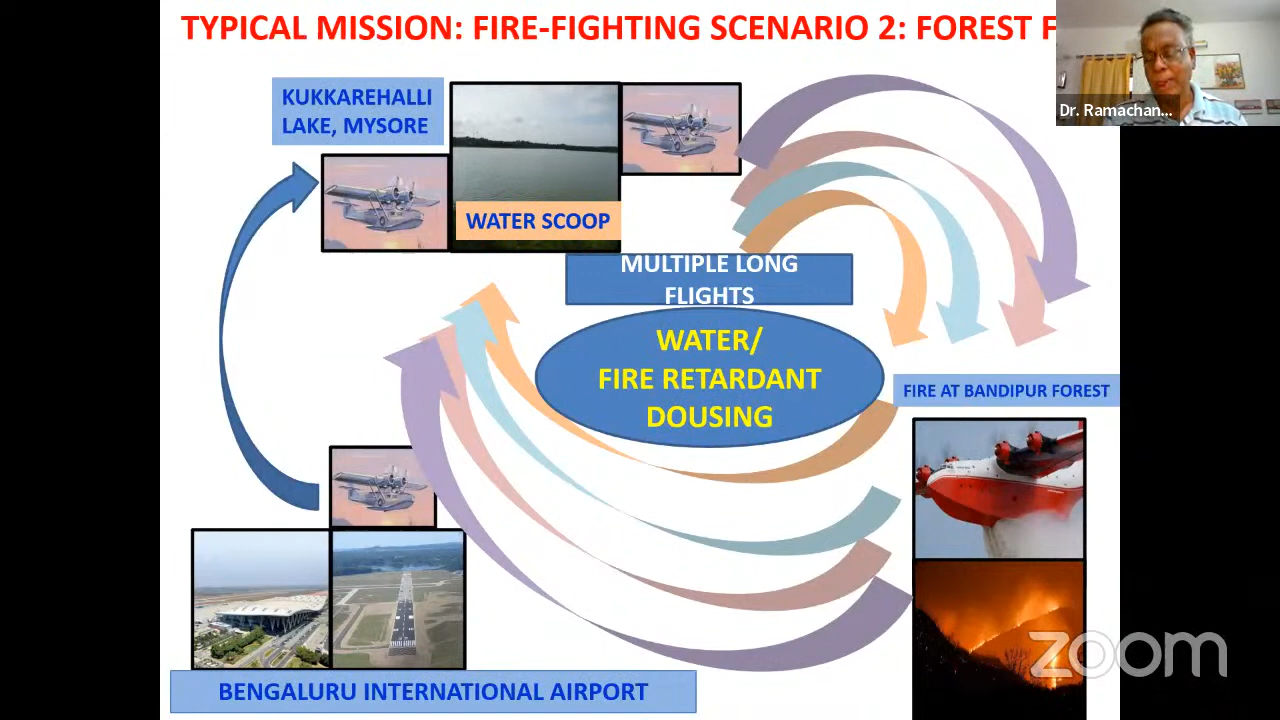 TYPICAL MISSION: FIRE-FIGHTING SCENARIO 2: FOREST F
Dr. Ramachan...
KUKKAREHALLI
LAKE, MYSORE
WATER SCOOP
MULTIPLE LONG
FLIGHTS
WATER/
FIRE RETARDANT
DOUSING
FIRE AT BANDIPUR FOREST
BENGALURU INTERNATIONAL AIRPORT
zoom